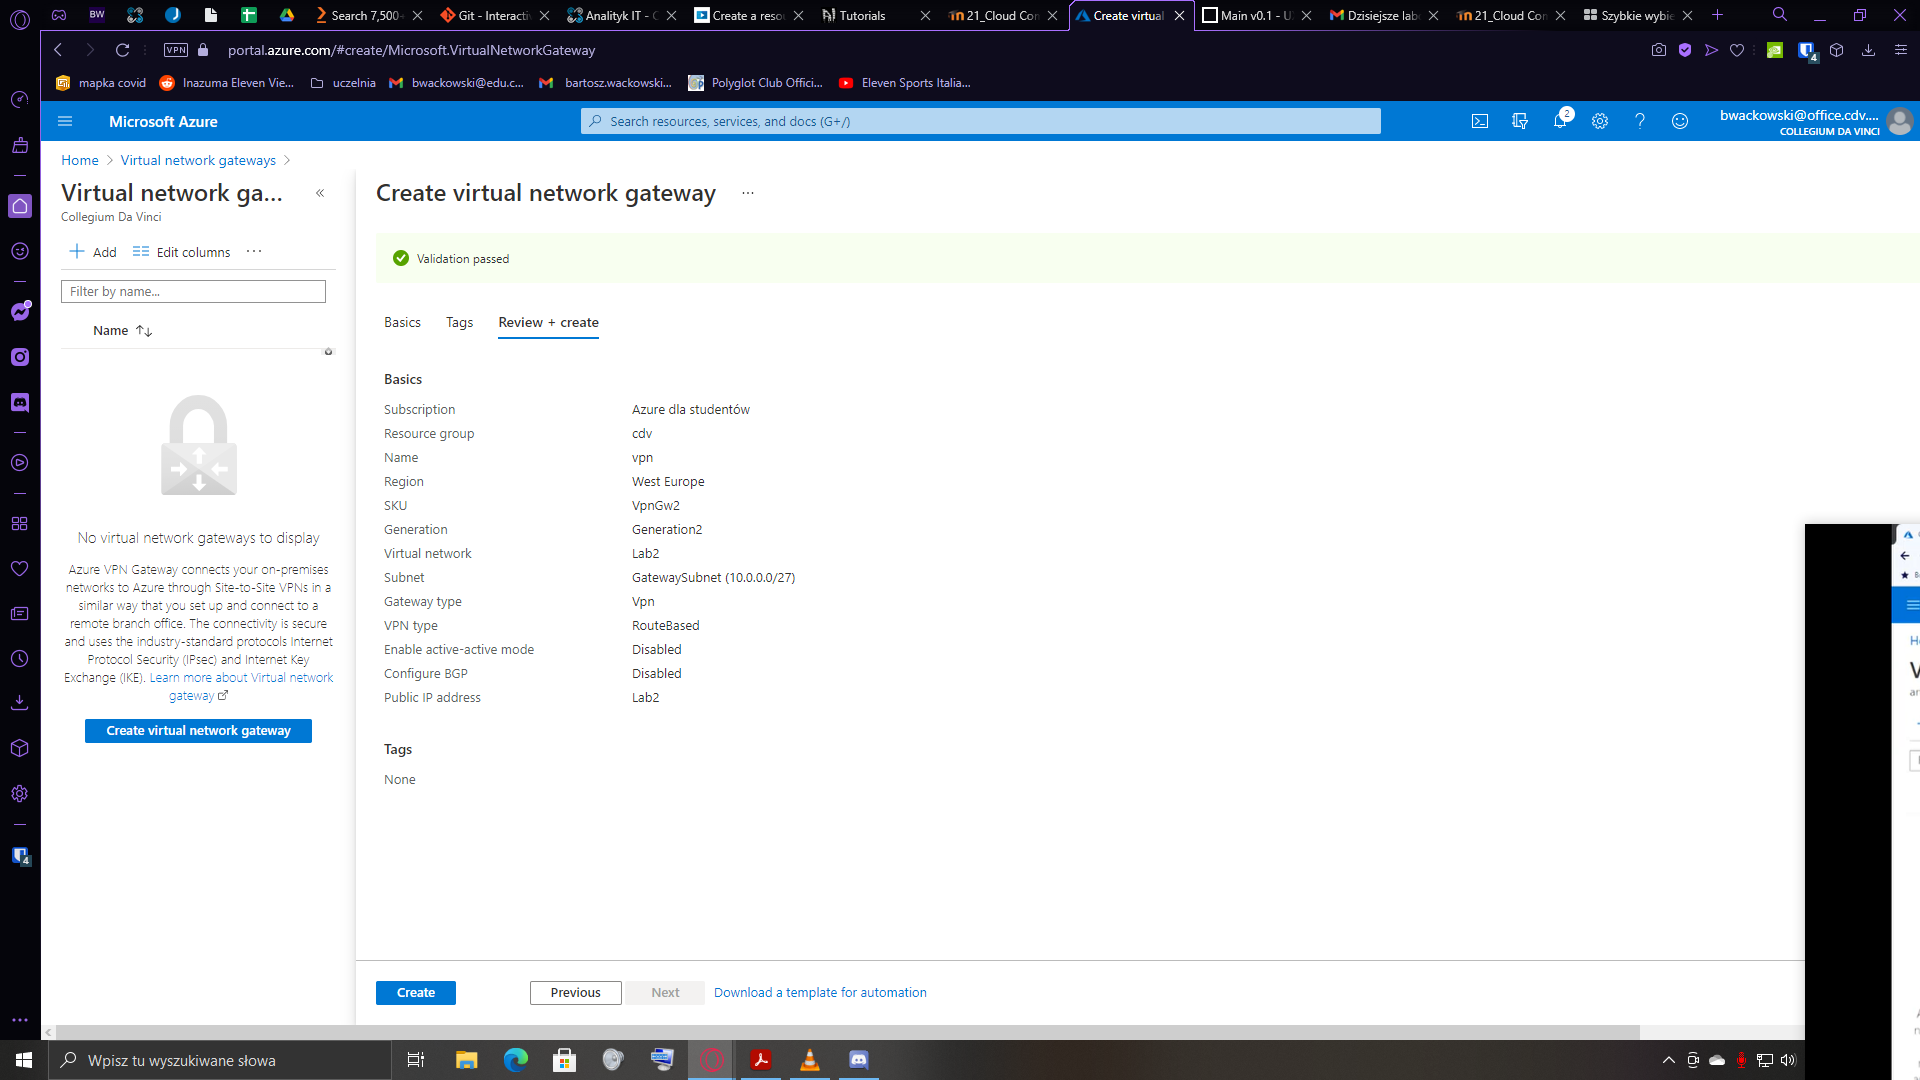 Search 7,500+
Git - Interactiv
Analityk IT - C
Create a resou
Tutorials
21_Cloud Con
Create virtual
Main v0.1 - U
Dzisiejsze lab
21_Cloud Con
Szybkie wybie
VPN
portal.azure.com/#create/Microsoft.VirtualNetworkGateway
4
mapka covid
Inazuma Eleven Vie...
uczelnia
bwackowski@edu.c...
bartosz.wackowski...
Polyglot Club Offici...
Eleven Sports Italia...
Microsoft Azure
Search resources, services, and docs (G+/)
2
bwackowski@office.cdv....
COLLEGIUM DA VINCI
Home > Virtual network gateways >
Virtual network ga... «
Collegium Da Vinci
Add
Edit columns
...
Filter by name...
Name ↑↓
No virtual network gateways to display
Azure VPN Gateway connects your on-premises
networks to Azure through Site-to-Site VPNs in a
similar way that you set up and connect to a
remote branch office. The connectivity is secure
and uses the industry-standard protocols Internet
Protocol Security (IPsec) and Internet Key
Exchange (IKE). Learn more about Virtual network
gateway
Create virtual network gateway
Create virtual network gateway ...
Validation passed
Basics
Tags
Review + create
Basics
Subscription Azure dla studentów
Resource group cdv
Name vpn
Region West Europe
SKU VpnGw2
Generation Generation2
Virtual network Lab2
Subnet GatewaySubnet (10.0.0.0/27)
Gateway type Vpn
VPN type RouteBased
Enable active-active mode Disabled
Configure BGP Disabled
Public IP address Lab2
Tags
None
Create
Previous
Next
Download a template for automation
4
Wpisz tu wyszukiwane słowa